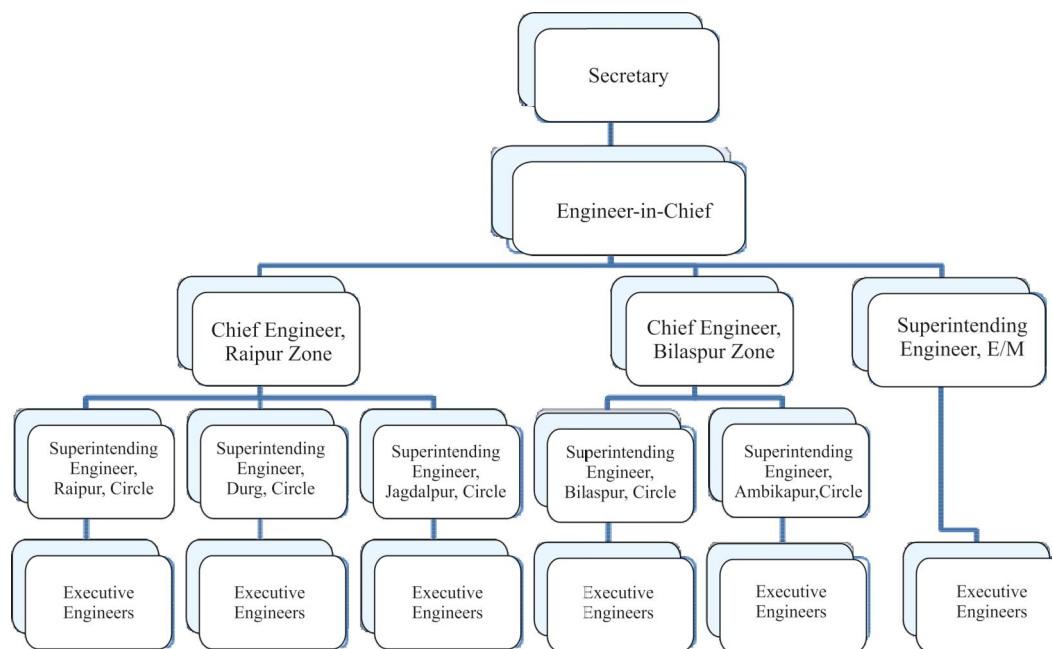 Secretary
Engineer-in-Chief
Chief Engineer,
Raipur Zone
Chief Engineer,
Bilaspur Zone
Superintending
Engineer, E/M
Superintending
Engineer,
Raipur, Circle
Superintending
Engineer,
Durg, Circle
Superintending
Engineer,
Jagdalpur, Circle
Superintending
Engineer,
Bilaspur, Circle
Superintending
Engineer,
Ambikapur,Circle
Executive
Engineers
Executive
Engineers
Executive
Engineers
Executive
Engineers
Executive
Engineers
Executive
Engineers